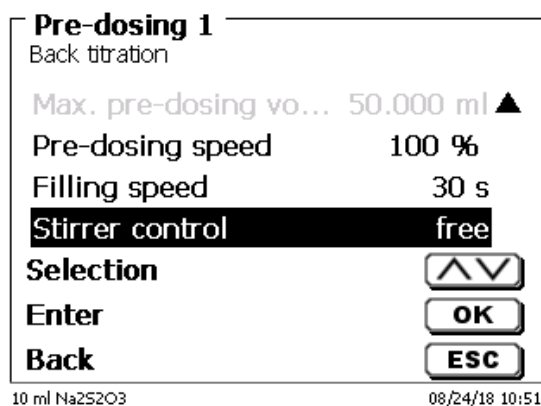 Pre-dosing 1
Back titration
Max. pre-dosing vo... 50.000 ml
Pre-dosing speed 100 %
Filling speed 30 s
Stirrer control free
Selection
Enter OK
Back ESC
10 ml Na2S2O3 08/24/18 10:51